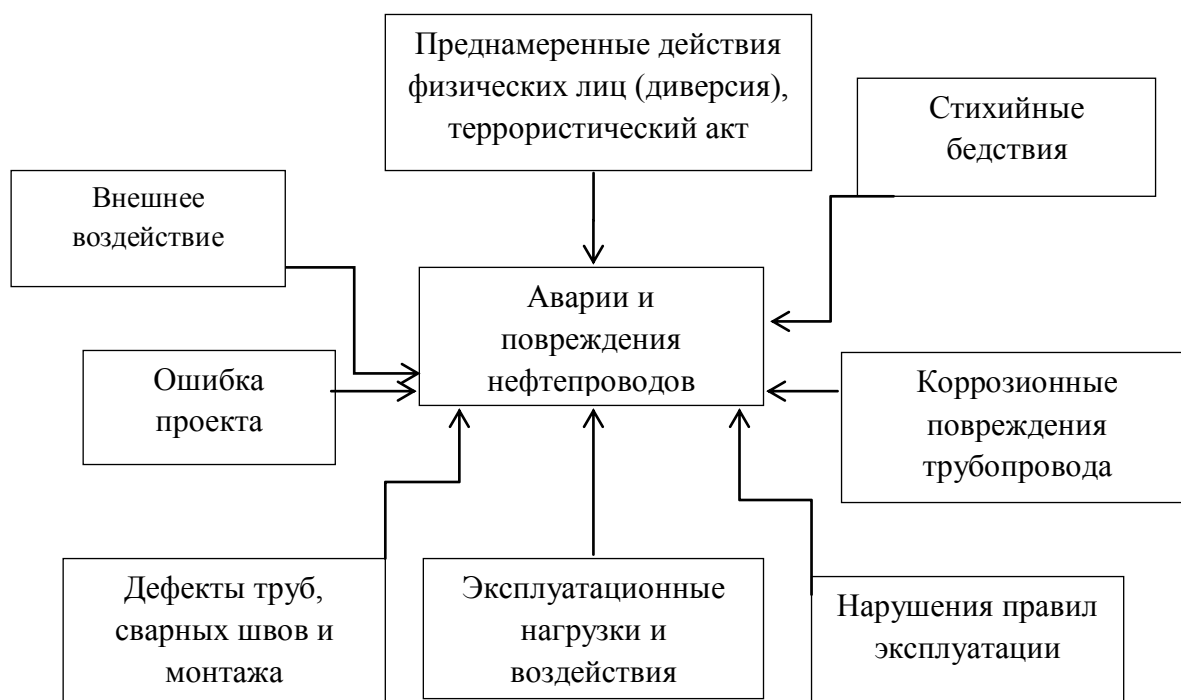 Преднамеренные действия
физических лиц (диверсия),
террористический акт
Стихийные
бедствия
Внешнее
воздействие
Аварии и
повреждения
нефтепроводов
Ошибка
проекта
Коррозионные
повреждения
трубопровода
Дефекты труб,
сварных швов и
монтажа
Эксплуатационные
нагрузки и
воздействия
Нарушения правил
эксплуатации